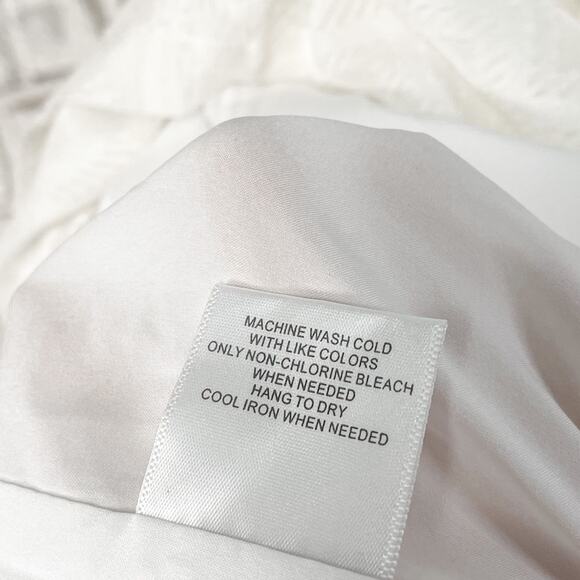 MACHINE WASH COLD
WITH LIKE COLORS
ONLY NON-CHLORINE BLEACH
WHEN NEEDED
HANG TO DRY
COOL IRON WHEN NEEDED